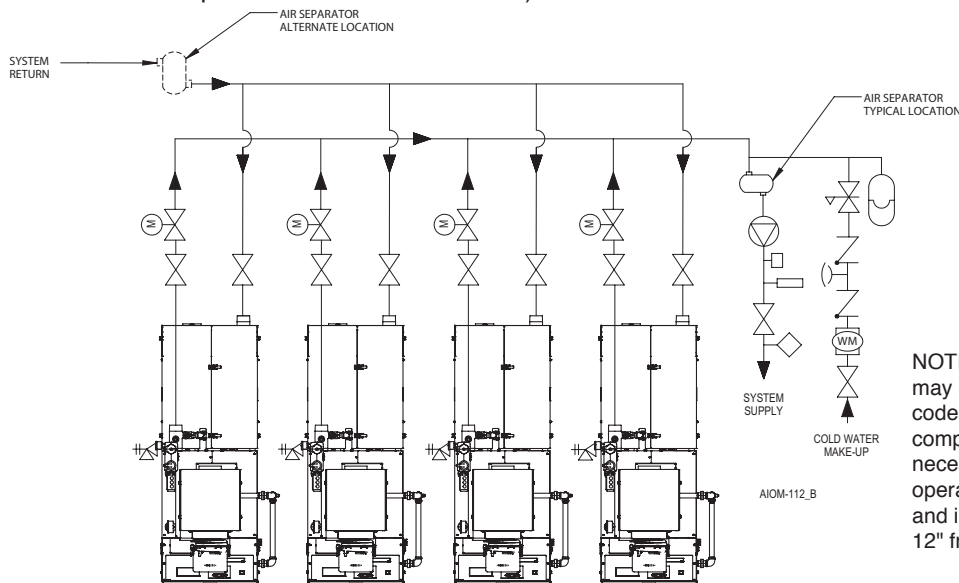 AIR SEPARATOR
ALTERNATE LOCATION
SYSTEM
RETURN
AIR SEPARATOR
TYPICAL LOCATION
M
M
M
M
WM
SYSTEM
SUPPLY
COLD WATER
MAKE-UP
AIOM-112_B
may
code
comp
nece
opera
and i
12" fr